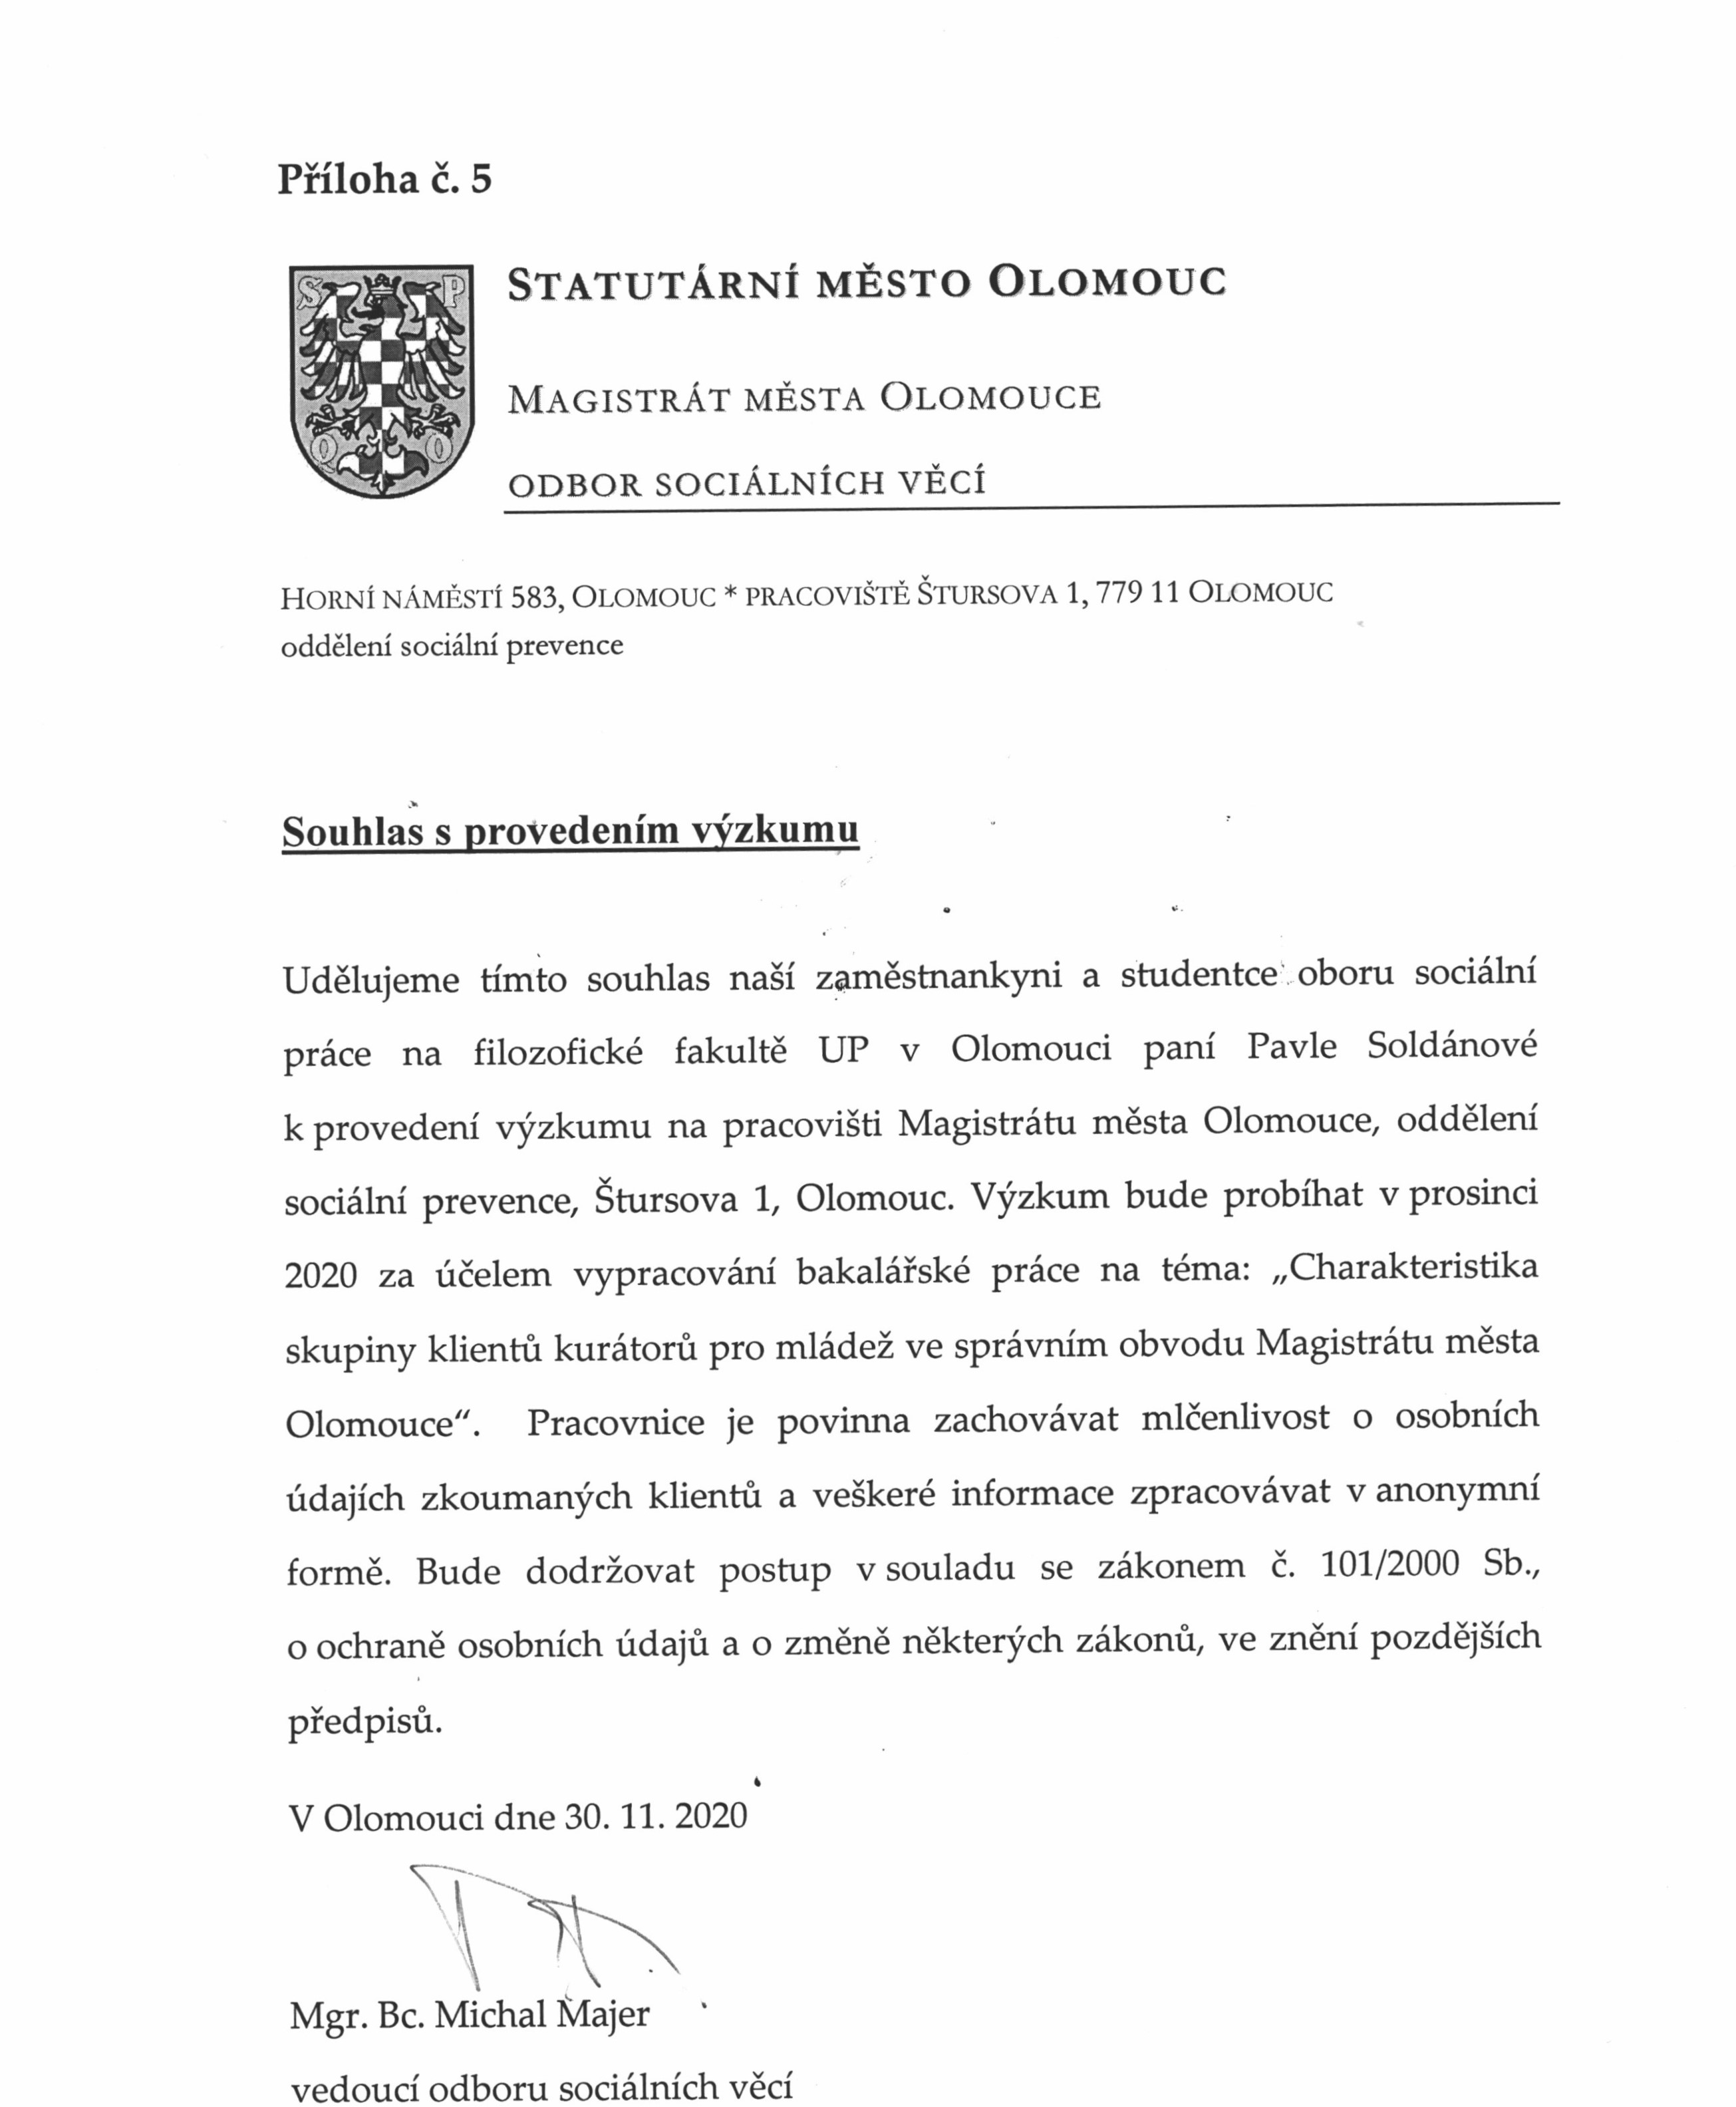 Příloha č. 5
S P
STATUTÁRNÍ MĚSTO OLOMOUC
MAGISTRÁT MĚSTA OLOMOUCE
O O
ODBOR SOCIÁLNÍCH VĚCÍ
HORNÍ NÁMĚSTÍ 583, OLOMOUC * PRACOVIŠTĚ ŠTURSOVA 1, 779 11 OLOMOUC
oddělení sociální prevence
Souhlas s provedením výzkumu
Udělujeme tímto souhlas naší zaměstnankyni a studentce oboru sociální
práce na filozofické fakultě UP v Olomouci paní Pavle Soldánové
k provedení výzkumu na pracovišti Magistrátu města Olomouce, oddělení
sociální prevence, Štursova 1, Olomouc. Výzkum bude probíhat v prosinci
2020 za účelem vypracování bakalářské práce na téma: „Charakteristika
skupiny klientů kurátorů pro mládež ve správním obvodu Magistrátu města
Olomouce“. Pracovnice je povinna zachovávat mlčenlivost o osobních
údajích zkoumaných klientů a veškeré informace zpracovávat v anonymní
formě. Bude dodržovat postup v souladu se zákonem č. 101/2000 Sb.,
o ochraně osobních údajů a o změně některých zákonů, ve znění pozdějších
předpisů.
V Olomouci dne 30. 11. 2020
Mgr. Bc. Michal Majer
vedoucí odboru sociálních věcí